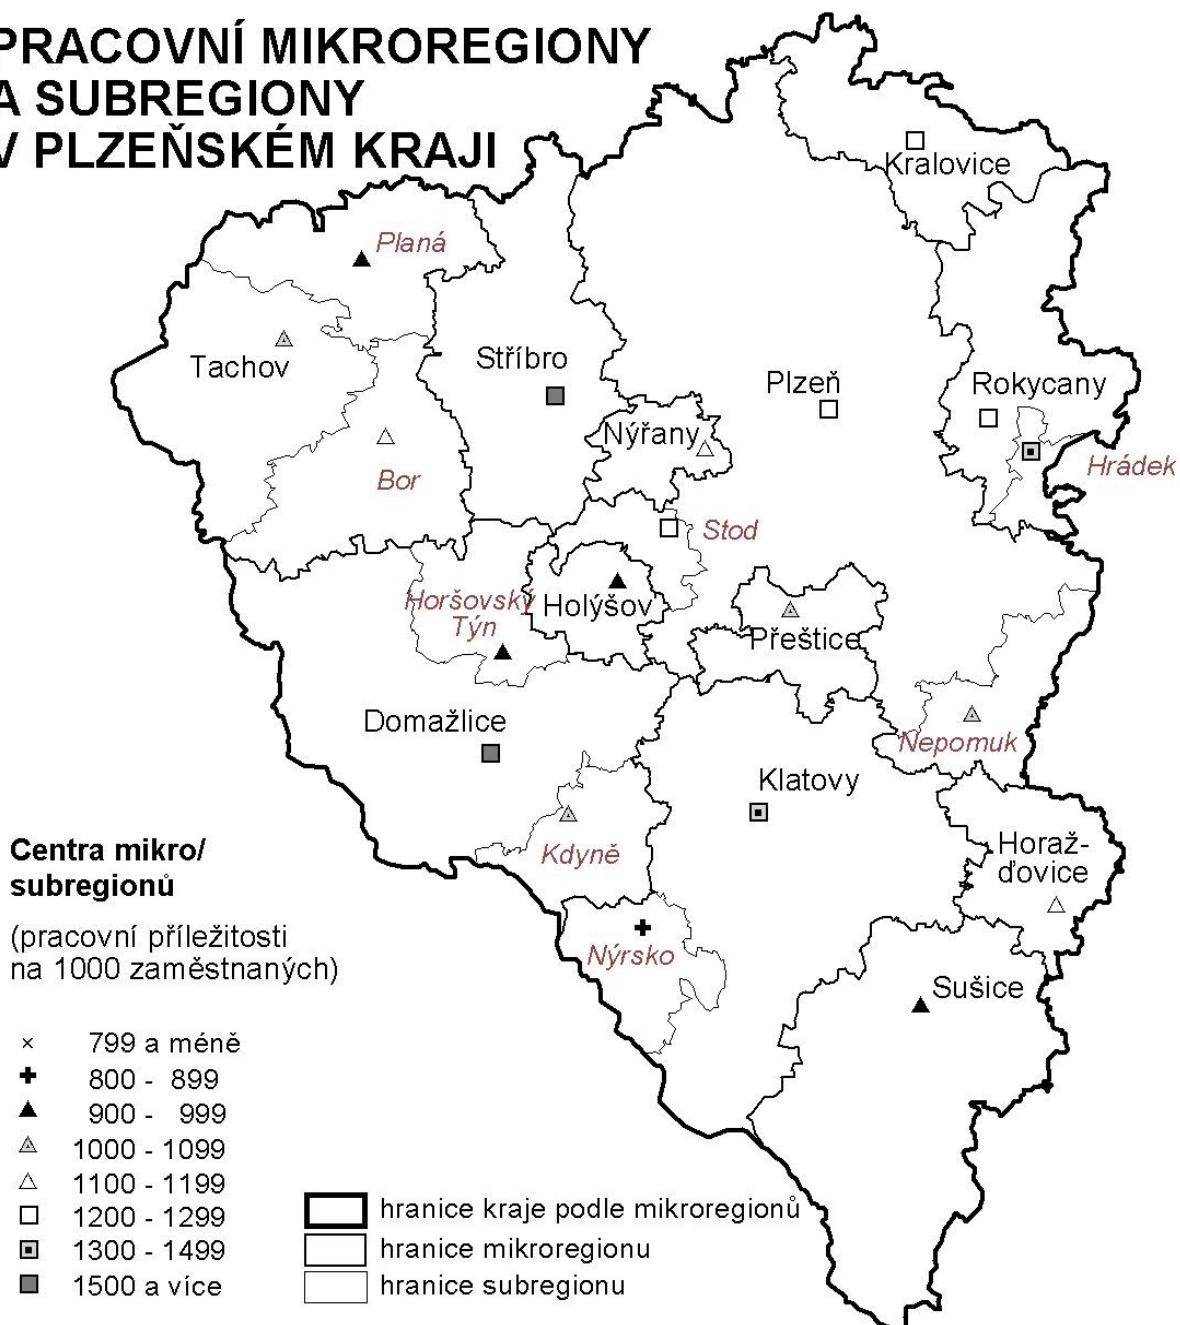 PRACOVNÍ MIKROREGIONY
A SUBREGIONY
V PLZEŇSKÉM KRAJI
Kralovice
Planá
Tachov
Stříbro
Plzeň
Rokycany
Nýřany
Hrádek
Bor
Stod
Horšovský
Týn
Holýšov
Přeštice
Domažlice
Nepomuk
Klatovy
Kdyně
Horaž-
ďovice
Nýrsko
Sušice
Centra mikro/
subregionů
(pracovní příležitosti
na 1000 zaměstnaných)
799 a méně
800 - 899
900 - 999
1000 - 1099
1100 - 1199
1200 - 1299
1300 - 1499
1500 a více
hranice kraje podle mikroregionů
hranice mikroregionu
hranice subregionu